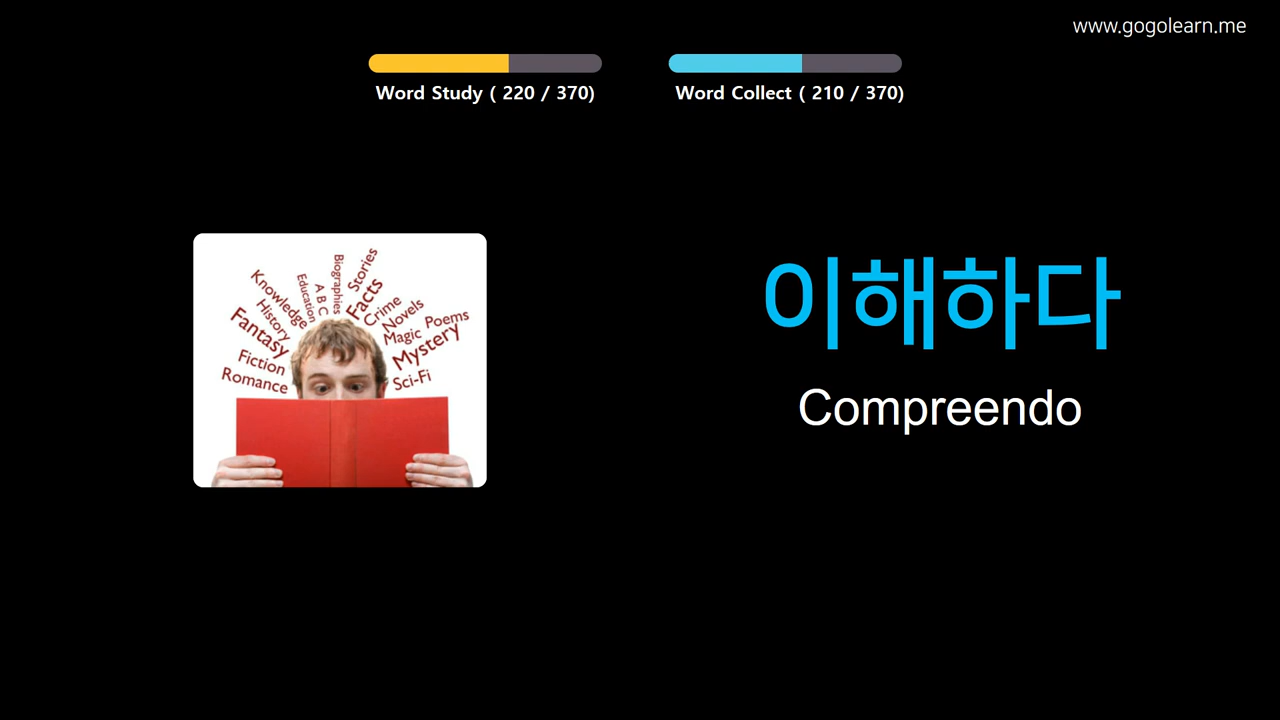 www.gogolearn.me
Word Study ( 220 / 370)
Word Collect ( 210 / 370)
이해하다
Compreendo
Knowledge
History
Fantasy
Fiction
Romance
Education
A B C
Biographies
Stories
Facts
Crime
Novels
Magic
Poems
Mystery
Sci-Fi